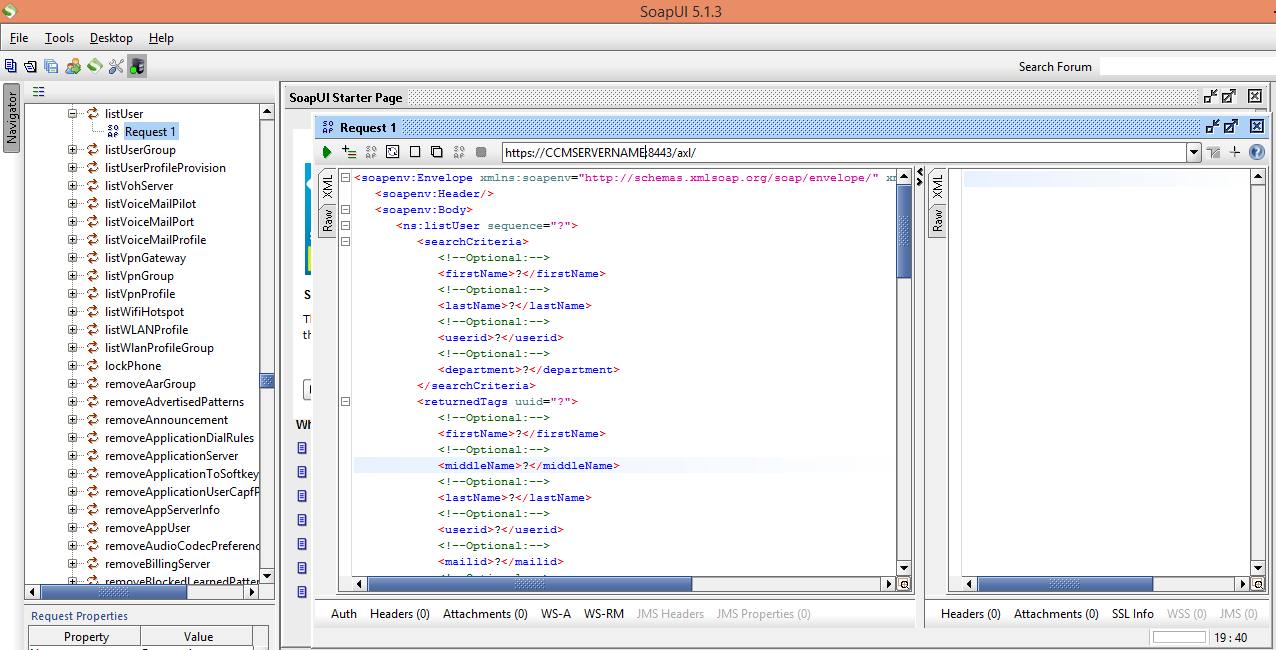 SoapUI 5.1.3
File Tools Desktop Help
Search Forum
Navigator
listUser
Request 1
listUserGroup
listUserProfileProvision
listVohServer
listVoiceMailPilot
listVoiceMailPort
listVoiceMailProfile
listVpnGateway
listVpnGroup
listVpnProfile
listWifiHotspot
listWLANProfile
listWlanProfileGroup
lockPhone
removeAarGroup
removeAdvertisedPatterns
removeAnnouncement
removeApplicationDialRules
removeApplicationServer
removeApplicationToSoftkey
removeApplicationUserCapfP
removeAppServerInfo
removeAppUser
removeAudioCodecPreferenc
removeBillingServer
removeBlockedLearnedPatter
Request Properties
Property Value
SoapUI Starter Page
Request 1
https://CCMSERVERNAME:8443/axl/
XML
Raw
<soapenv:Envelope xmlns:soapenv="http://schemas.xmlsoap.org/soap/envelope/" xm
<soapenv:Header/>
<soapenv:Body>
<ns:listUser sequence="?">
<searchCriteria>
<!--Optional:-->
<firstName>?</firstName>
<!--Optional:-->
<lastName>?</lastName>
<!--Optional:-->
<userid>?</userid>
<!--Optional:-->
<department>?</department>
</searchCriteria>
<returnedTags uuid="?">
<!--Optional:-->
<firstName>?</firstName>
<!--Optional:-->
<middleName>?</middleName>
<!--Optional:-->
<lastName>?</lastName>
<!--Optional:-->
<userid>?</userid>
<!--Optional:-->
<mailid>?</mailid>
Auth Headers (0) Attachments (0) WS-A WS-RM JMS Headers JMS Properties (0)
XML
Raw
Headers (0) Attachments (0) SSL Info WSS (0) JMS (0)
19 : 40